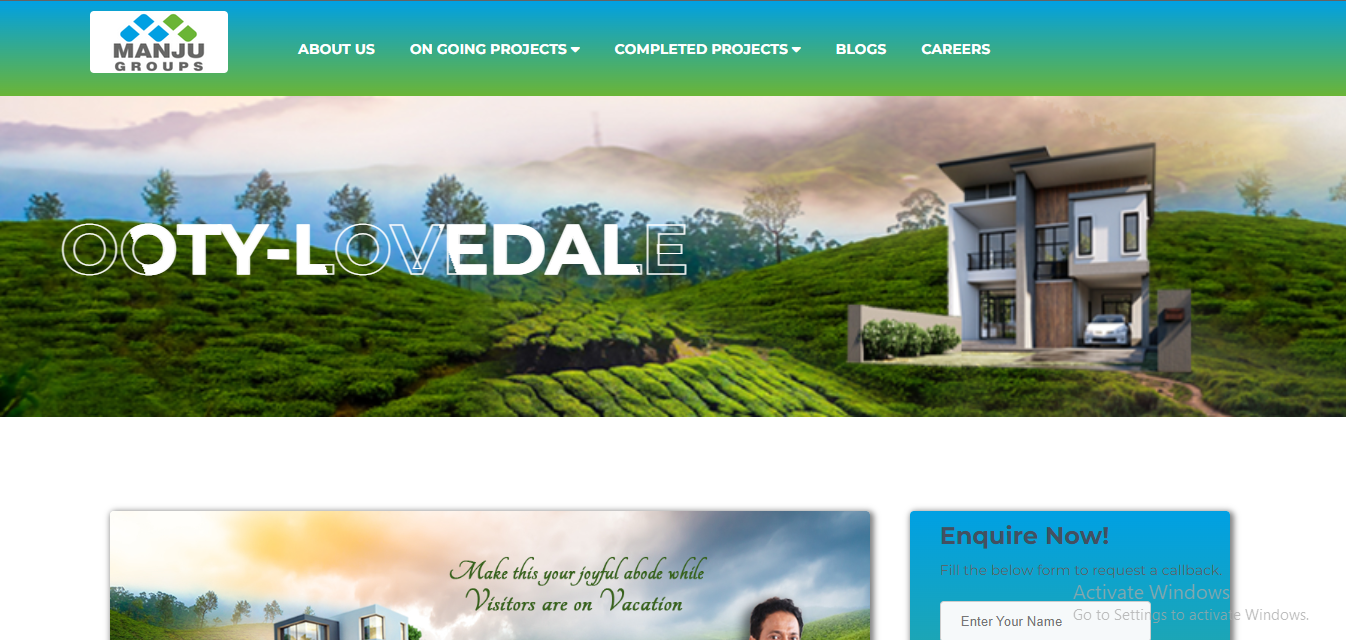 MANJU
GROUPS
ABOUT US
ON GOING PROJECTS
COMPLETED PROJECTS
BLOGS
CAREERS
OOTY-LOVEDALE
Make this your joyful abode while
Visitors are on Vacation
Enquire Now!
Fill the below form to request a callback.
Enter Your Name
Activate Windows
Go to Settings to activate Windows.